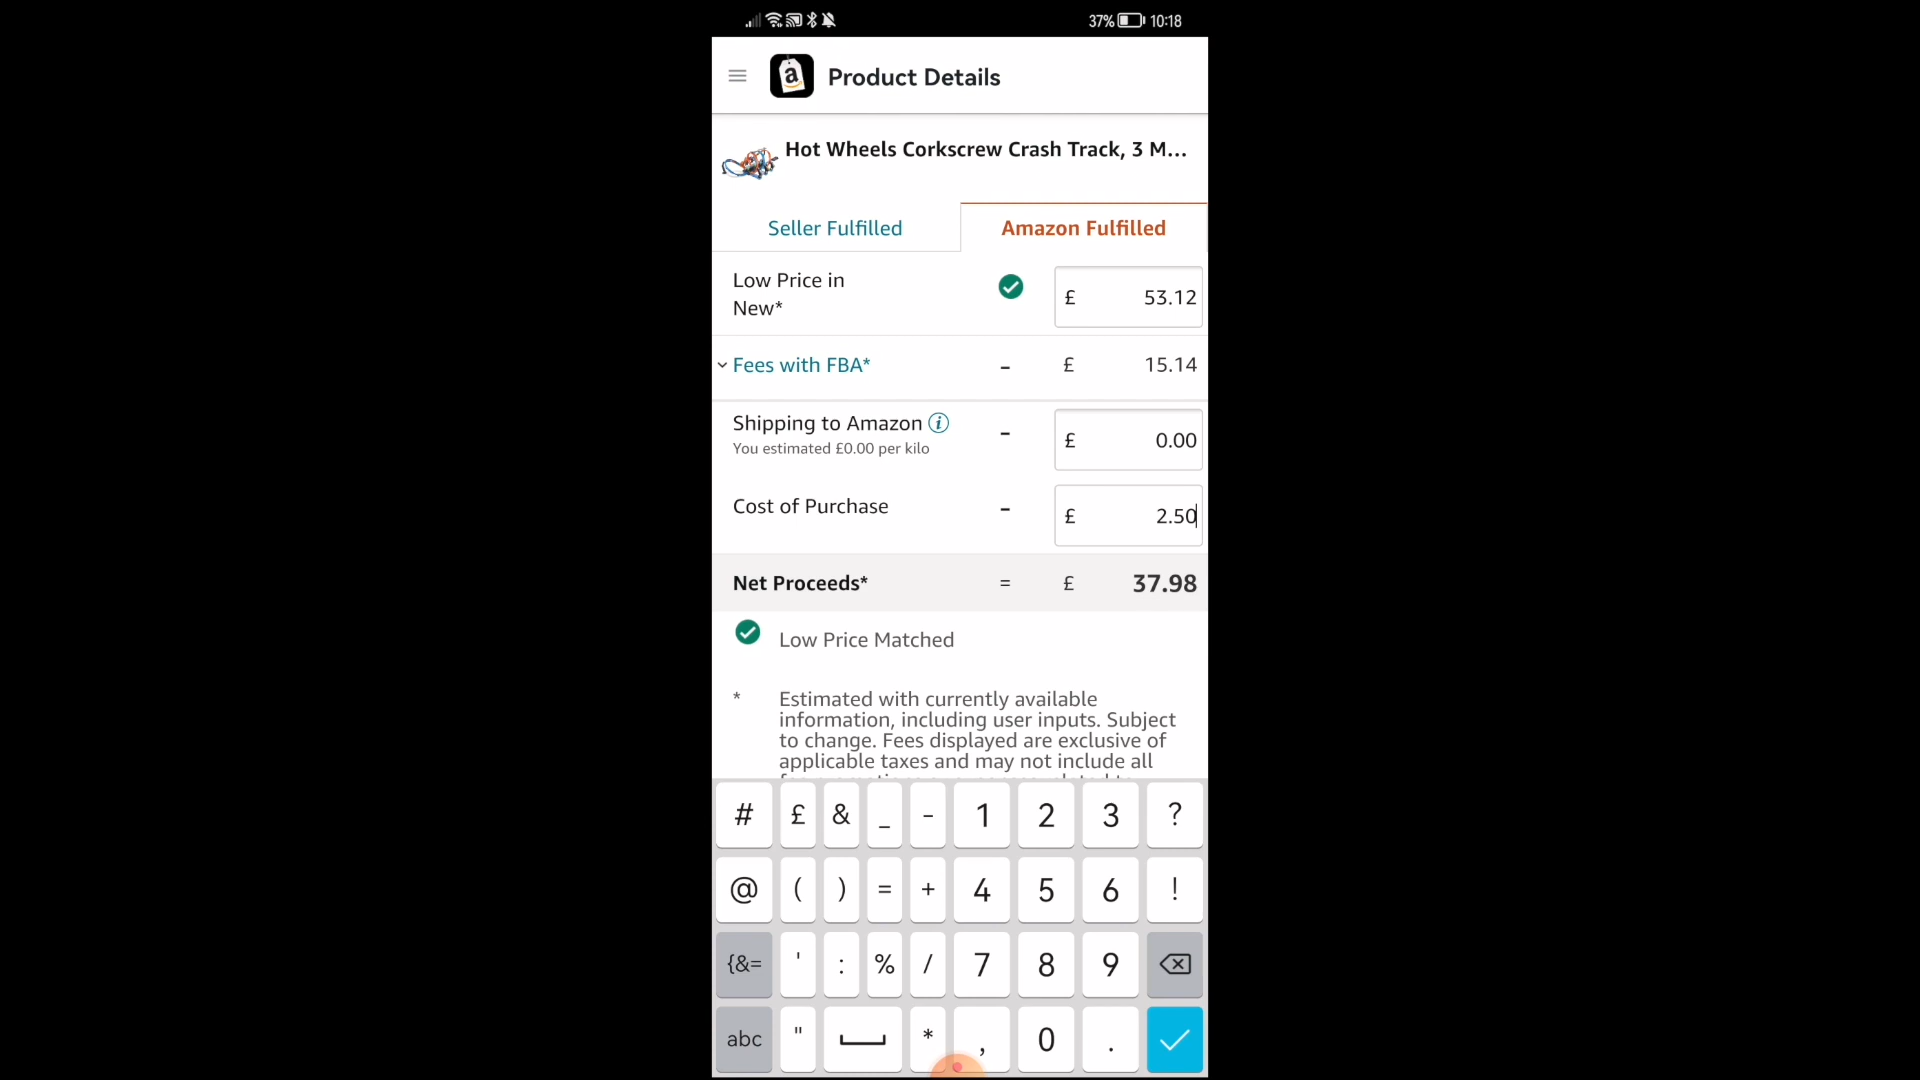 37% 10:18
Product Details
Hot Wheels Corkscrew Crash Track, 3 M...
Seller Fulfilled Amazon Fulfilled
Low Price in
New*
£ 53.12
Fees with FBA* - £ 15.14
Shipping to Amazon i
You estimated £0.00 per kilo
- £ 0.00
Cost of Purchase - £ 2.50
Net Proceeds* = £ 37.98
Low Price Matched
* Estimated with currently available
information, including user inputs. Subject
to change. Fees displayed are exclusive of
applicable taxes and may not include all
# £ & _ - 1 2 3 ?
@ ( ) = + 4 5 6 !
{&= ' : % / 7 8 9
abc " * , 0 .